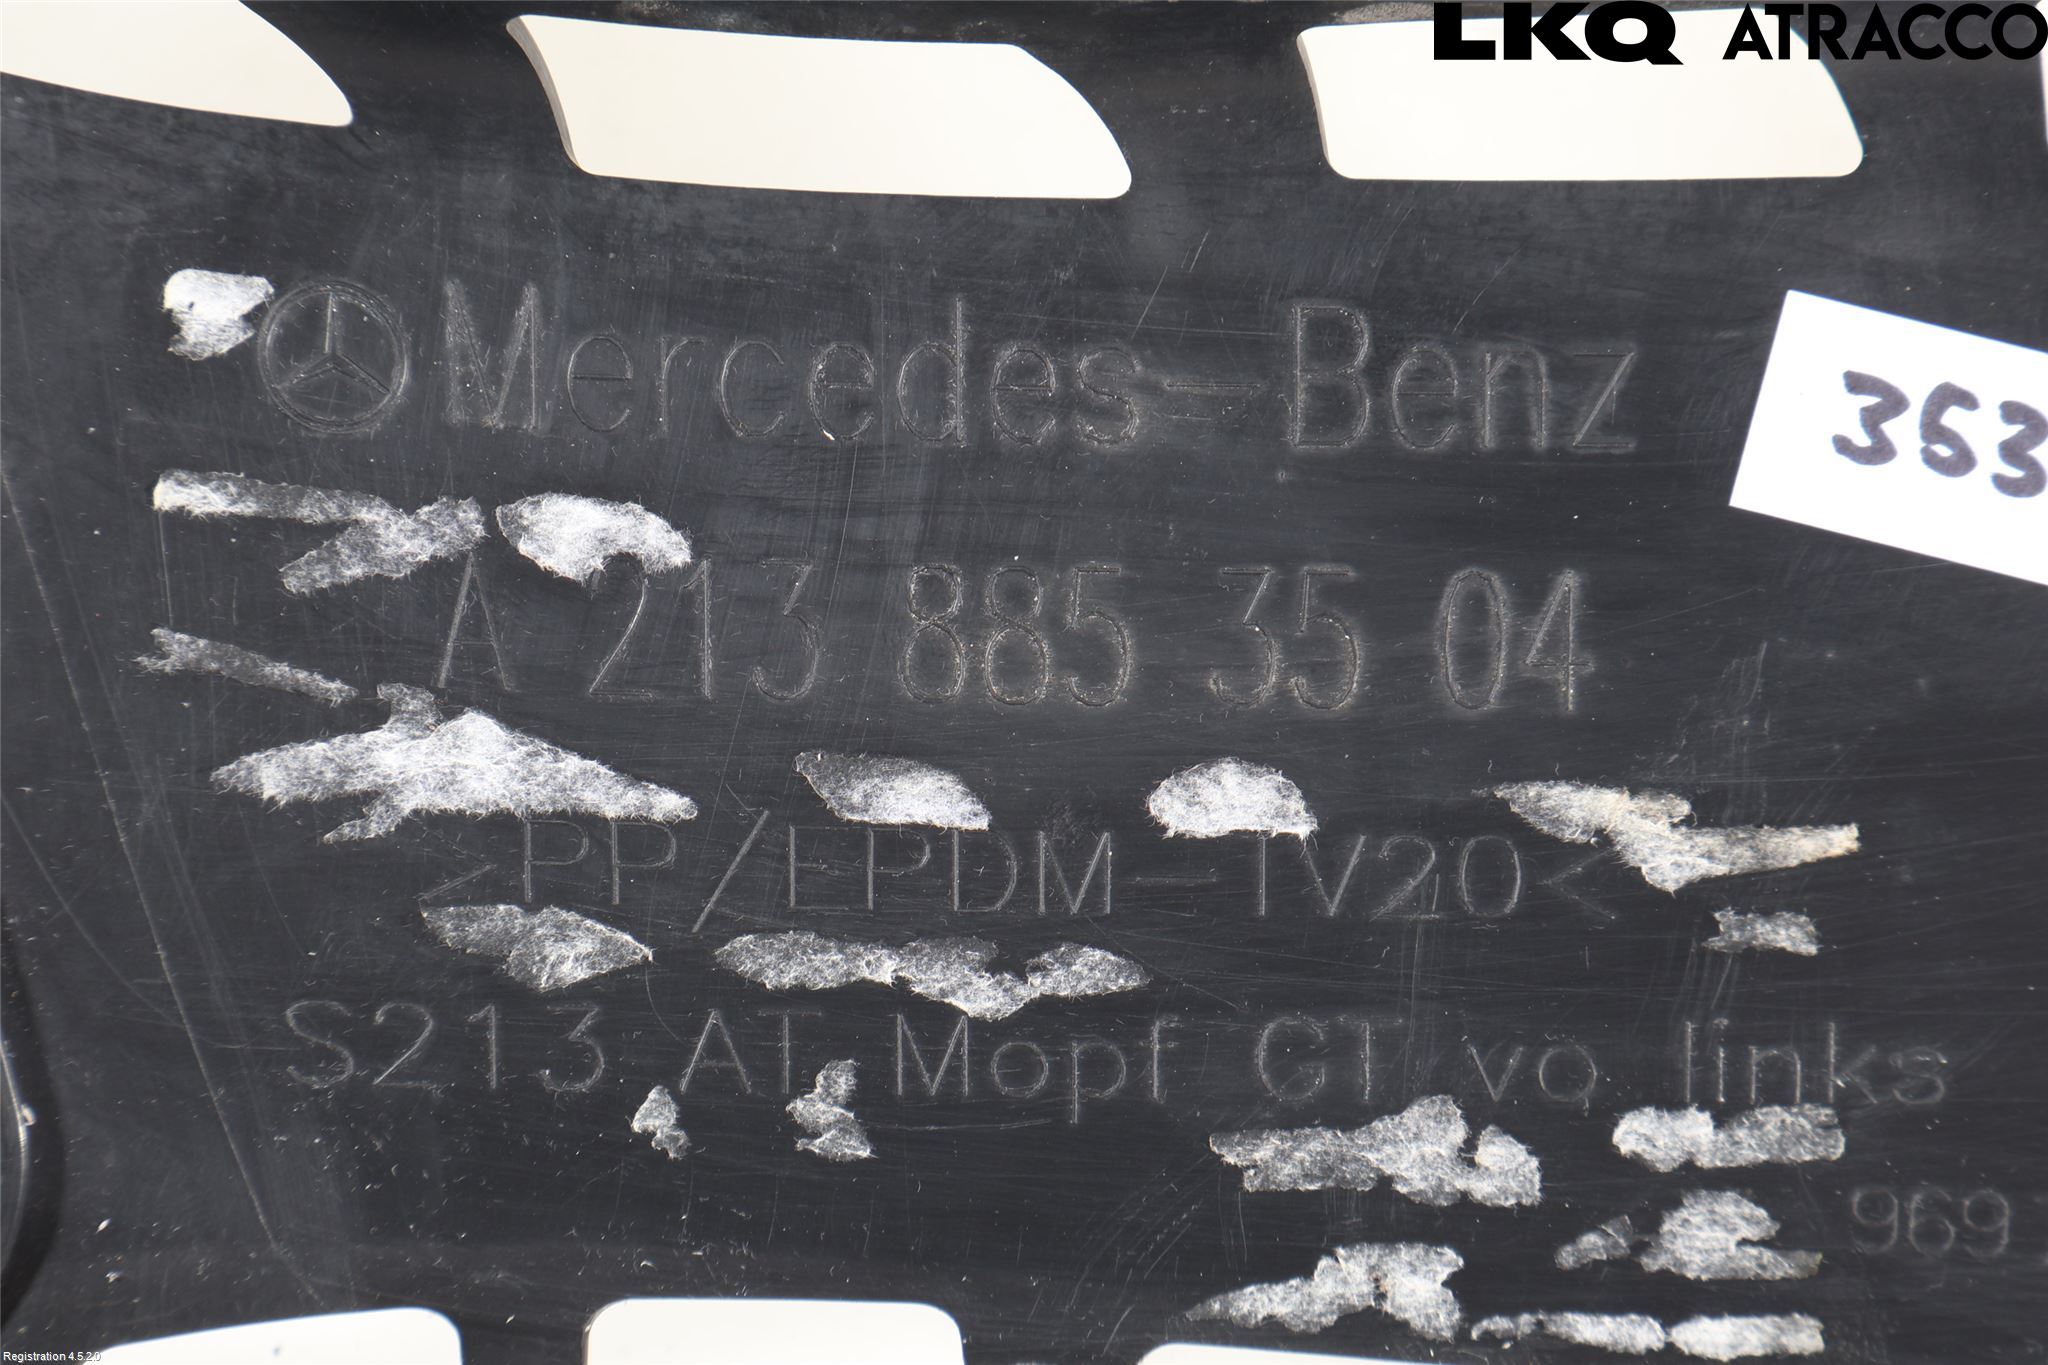 LKQ ATRACCO
Mercedes-Benz
353
A 213 885 35 04
>PP/EPDM-TV20<
S213 AT Mopf GT vo links
969
Registration 4.5.2.0